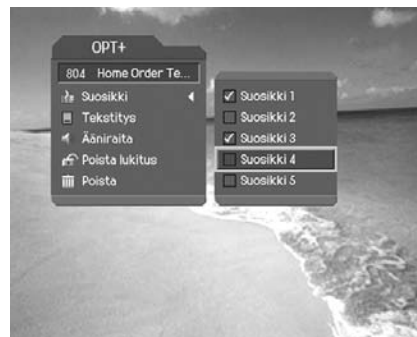 OPT+
804 Home Order Te...
Suosikki
Tekstitys
Ääniraita
Poista lukitus
Poista
Suosikki 1
Suosikki 2
Suosikki 3
Suosikki 4
Suosikki 5